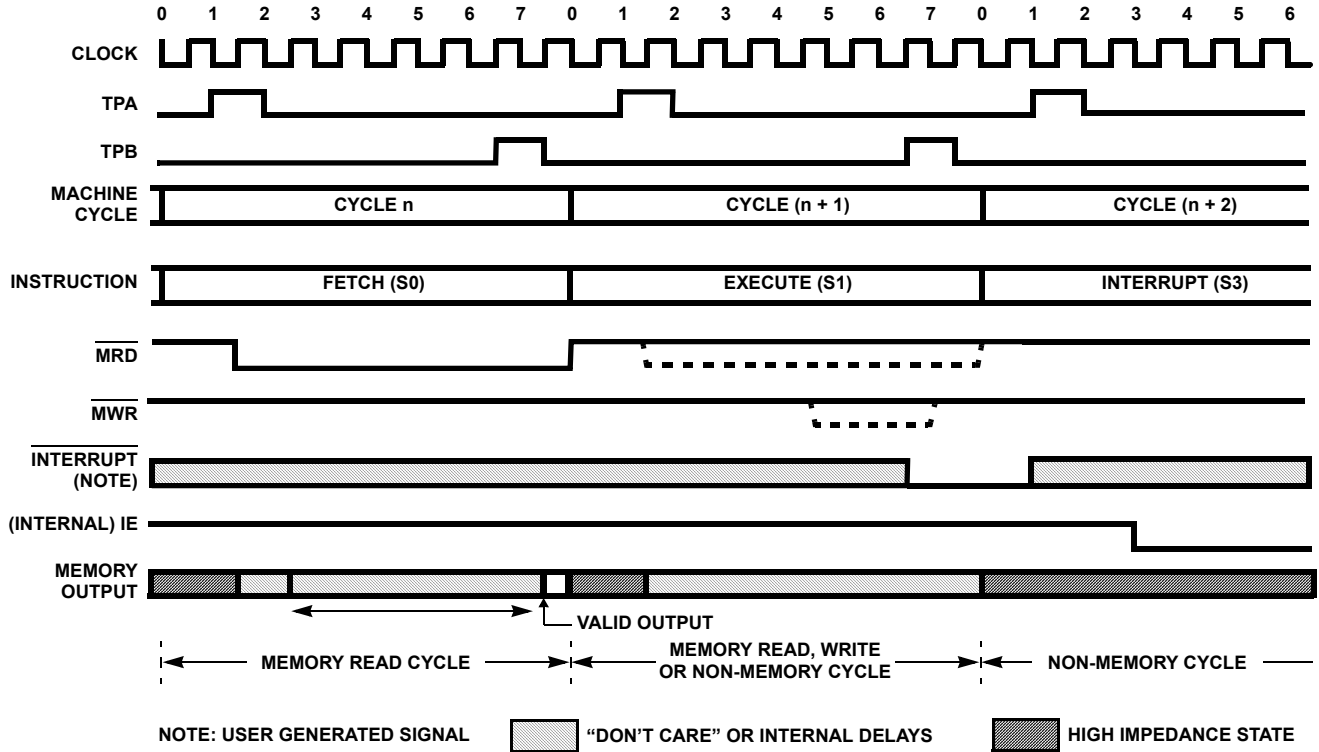 0 1 2 3 4 5 6 7 0 1 2 3 4 5 6 7 0 1 2 3 4 5 6
CLOCK
TPA
TPB
MACHINE
CYCLE
CYCLE n
CYCLE (n + 1)
CYCLE (n + 2)
INSTRUCTION
FETCH (S0)
EXECUTE (S1)
INTERRUPT (S3)
MRD
MWR
INTERRUPT
(NOTE)
(INTERNAL) IE
MEMORY
OUTPUT
VALID OUTPUT
MEMORY READ CYCLE
MEMORY READ, WRITE
OR NON-MEMORY CYCLE
NON-MEMORY CYCLE
NOTE: USER GENERATED SIGNAL
“DON’T CARE” OR INTERNAL DELAYS
HIGH IMPEDANCE STATE